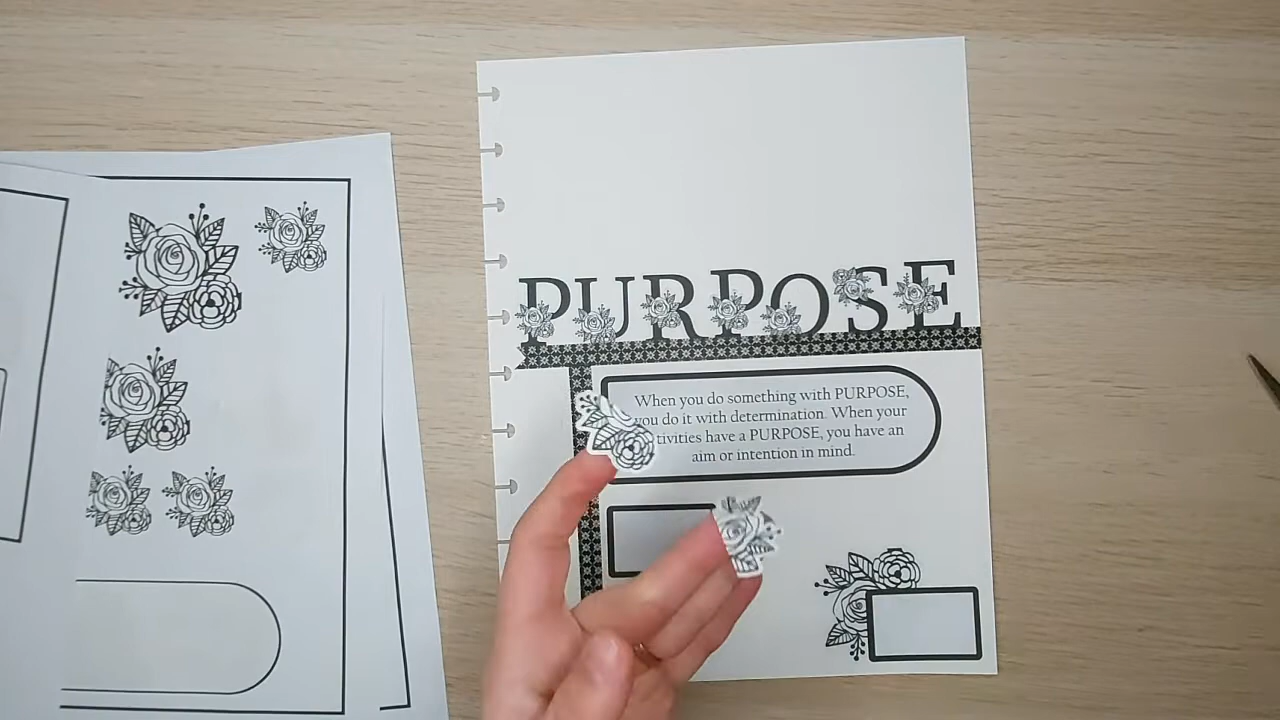 PURPOSE
When you do something with PURPOSE,
you do it with determination. When your
tivities have a PURPOSE, you have an
aim or intention in mind.